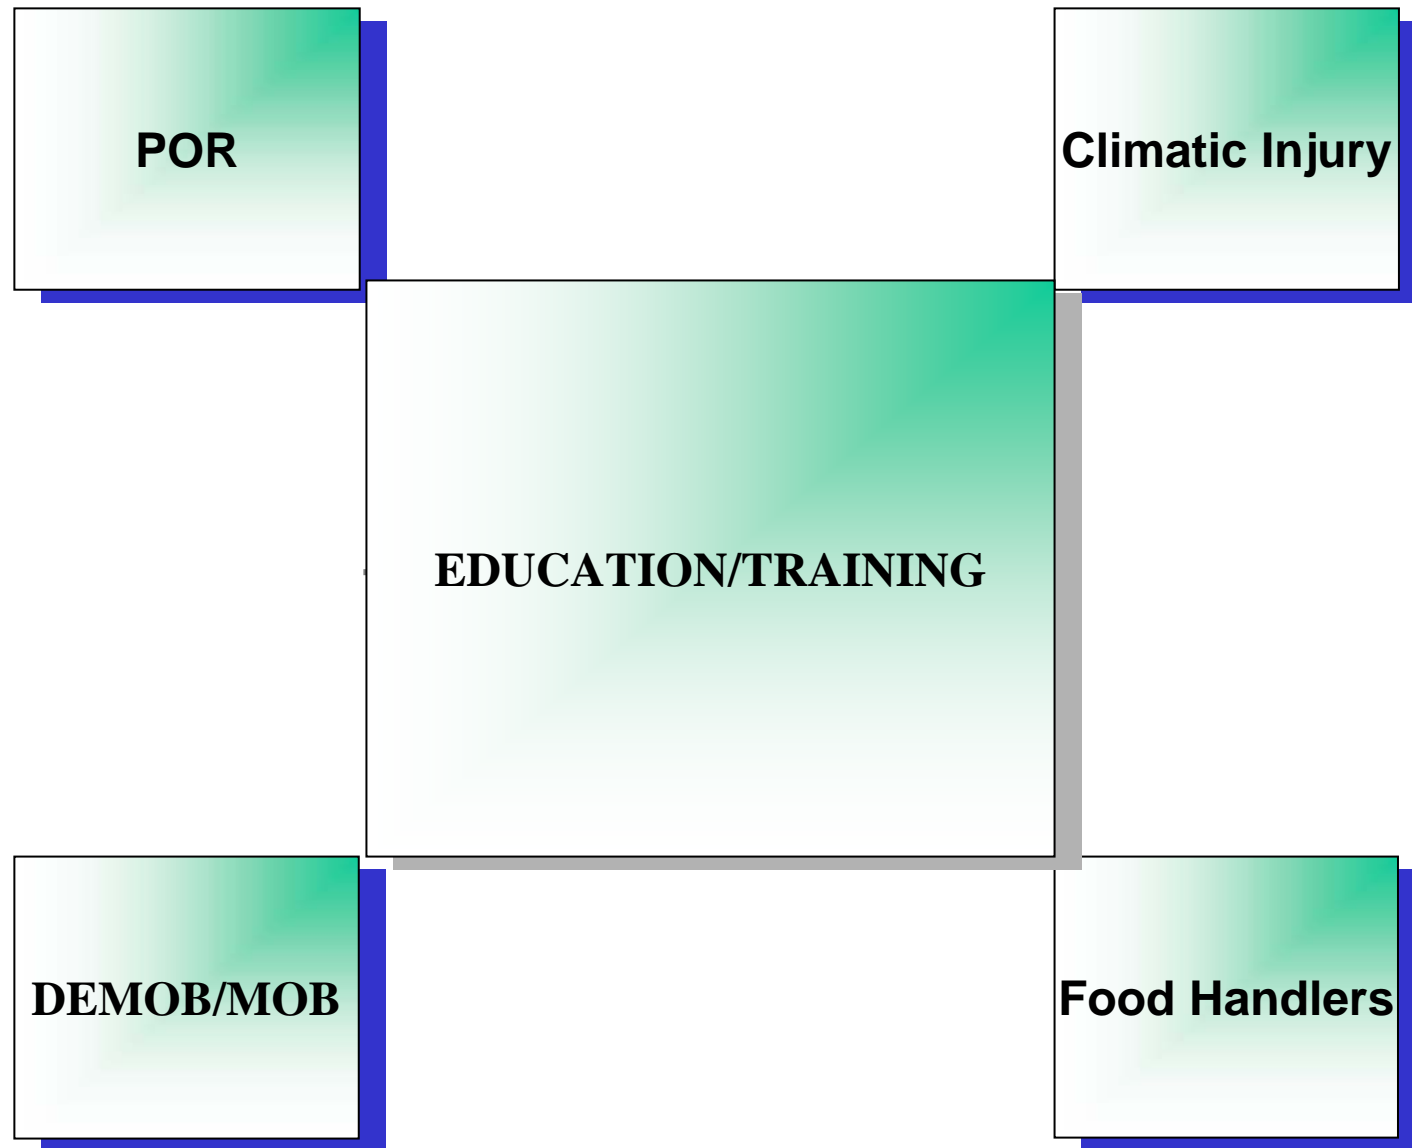 POR
Climatic Injury
EDUCATION/TRAINING
DEMOB/MOB
Food Handlers